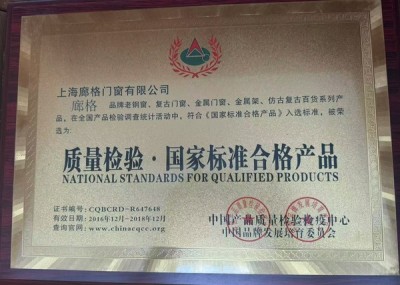 上海廊格门窗有限公司
廊格 品牌老钢窗、复古门窗、金属门窗、金属架、仿古复古百货系列产
品，在全国产品检验调查统计活动中，符合《国家标准合格产品》入选标准，被荣
选为：
质量检验·国家标准合格产品
NATIONAL STANDARDS FOR QUALIFIED PRODUCTS
证书编号：CQBCRD-R647648
有效日期：2016年12月-2018年12月
查询官网：www.chinacqcc.org
中国产品质量检验检疫中心
中国品牌发展培育委员会